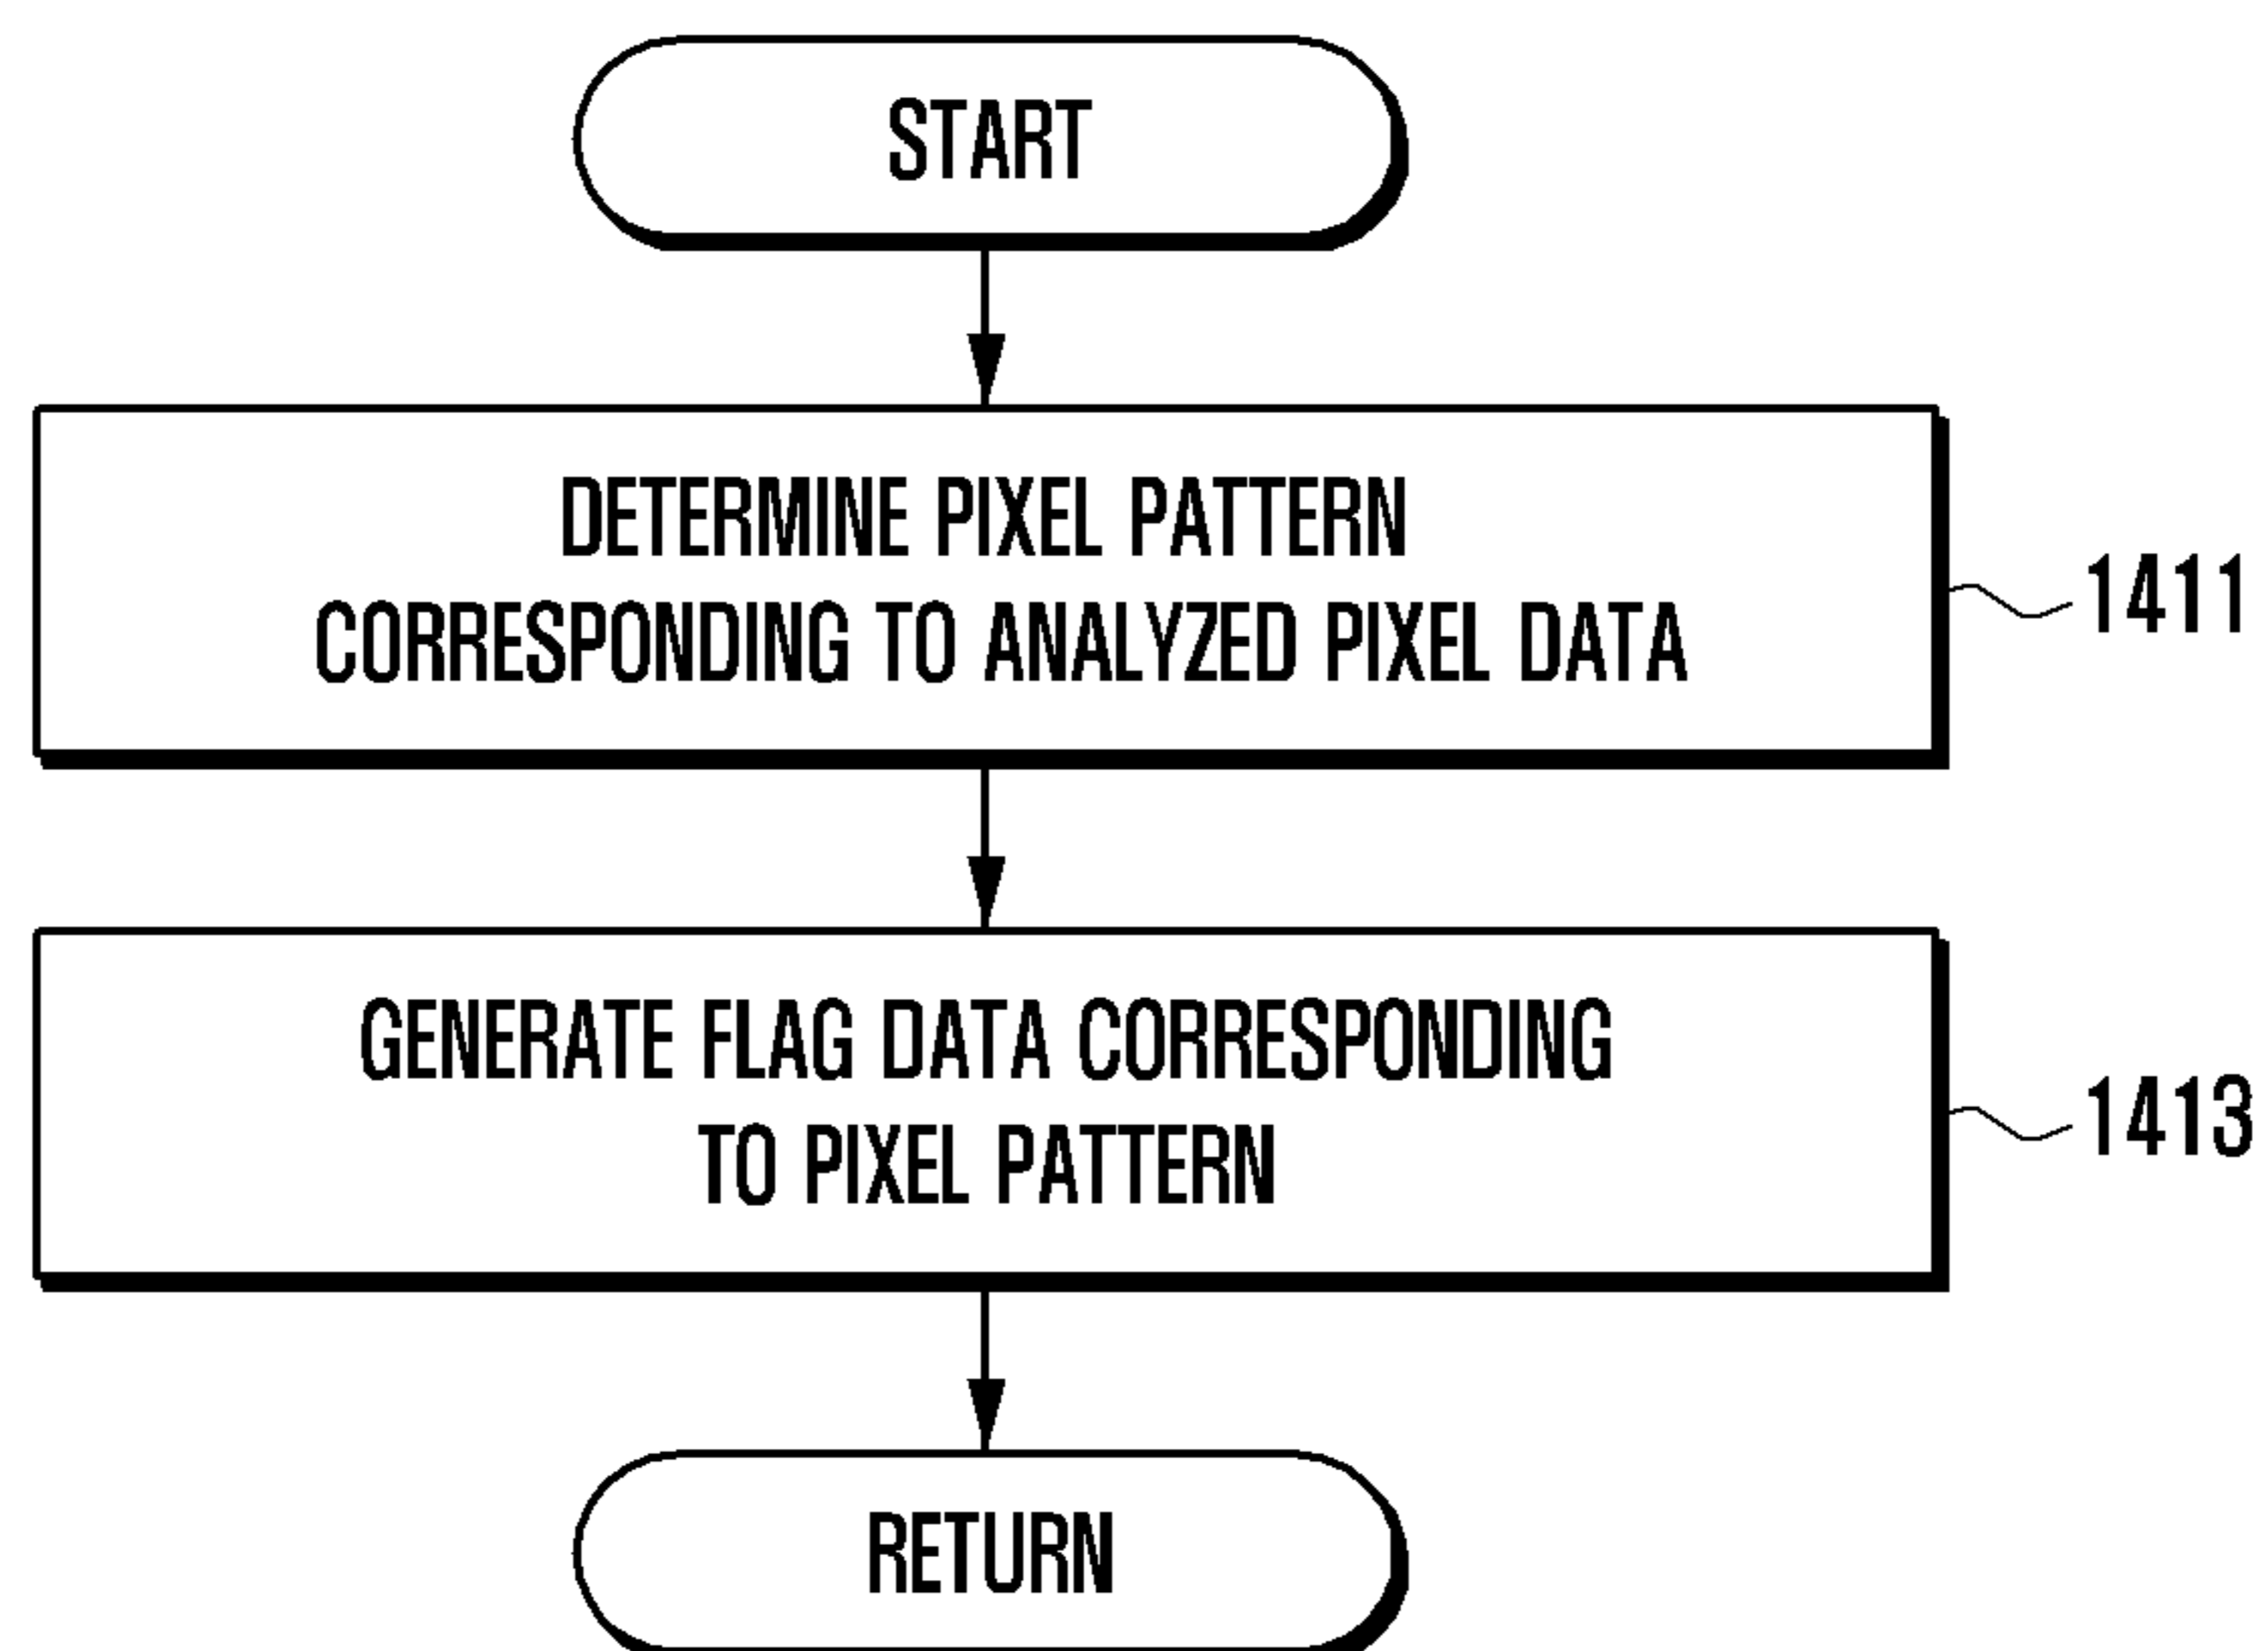 START
DETERMINE PIXEL PATTERN
CORRESPONDING TO ANALYZED PIXEL DATA
1411
GENERATE FLAG DATA CORRESPONDING
TO PIXEL PATTERN
1413
RETURN